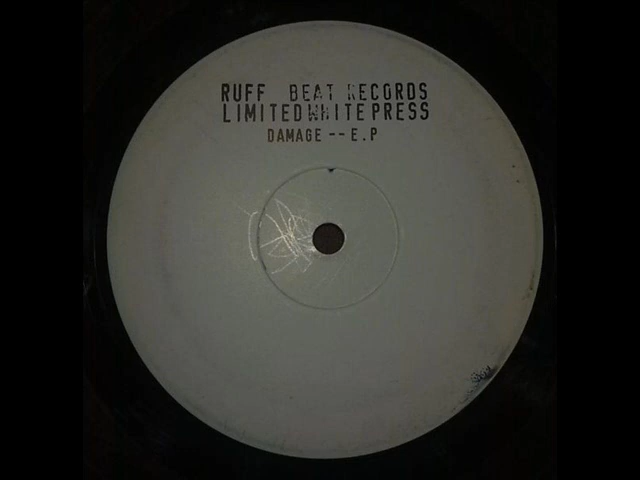 RUFF BEAT RECORDS
LIMITED WHITE PRESS
DAMAGE -- E.P